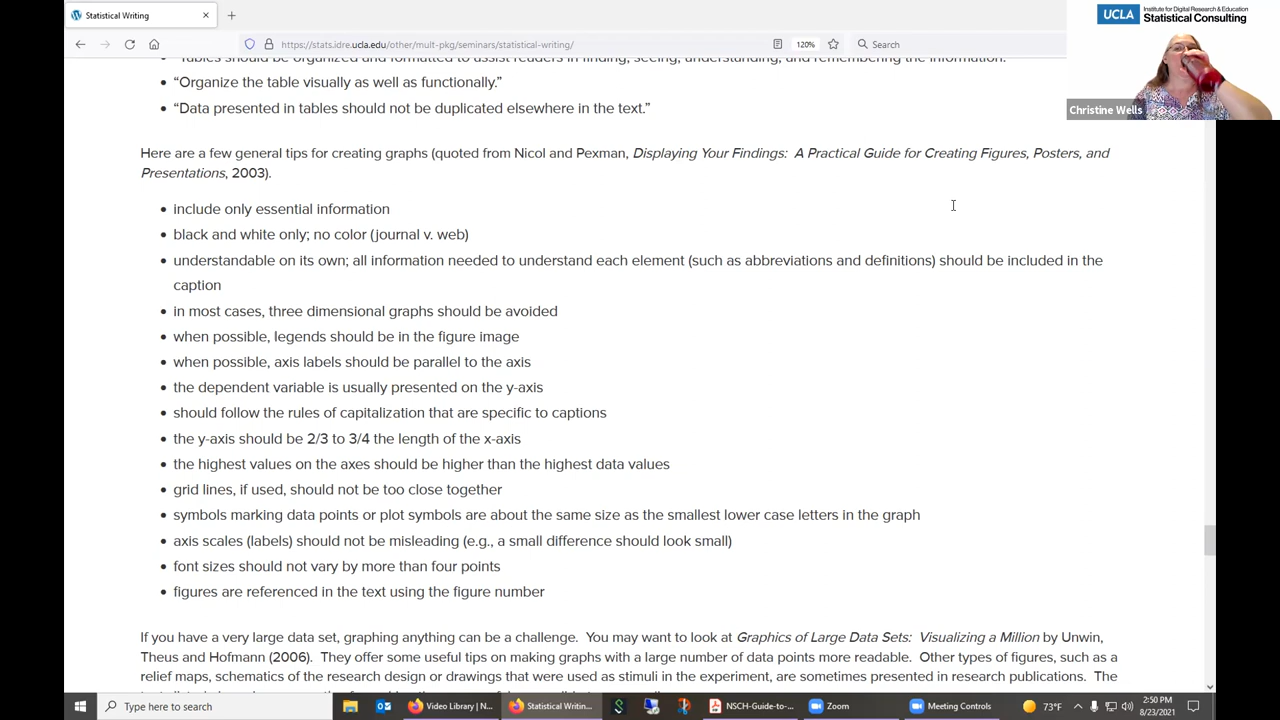 Statistical Writing
UCLA
Institute for Digital Research & Education
Statistical Consulting
https://stats.idre.ucla.edu/other/mult-pkg/seminars/statistical-writing/
120%
Search
Christine Wells
"Tables should be organized and formatted to assist readers in finding, seeing, understanding, and remembering the information."
• "Organize the table visually as well as functionally."
• "Data presented in tables should not be duplicated elsewhere in the text."
Here are a few general tips for creating graphs (quoted from Nicol and Pexman, Displaying Your Findings: A Practical Guide for Creating Figures, Posters, and
Presentations, 2003).
• include only essential information
• black and white only; no color (journal v. web)
• understandable on its own; all information needed to understand each element (such as abbreviations and definitions) should be included in the
caption
• in most cases, three dimensional graphs should be avoided
• when possible, legends should be in the figure image
• when possible, axis labels should be parallel to the axis
• the dependent variable is usually presented on the y-axis
• should follow the rules of capitalization that are specific to captions
• the y-axis should be 2/3 to 3/4 the length of the x-axis
• the highest values on the axes should be higher than the highest data values
• grid lines, if used, should not be too close together
• symbols marking data points or plot symbols are about the same size as the smallest lower case letters in the graph
• axis scales (labels) should not be misleading (e.g., a small difference should look small)
• font sizes should not vary by more than four points
• figures are referenced in the text using the figure number
If you have a very large data set, graphing anything can be a challenge. You may want to look at Graphics of Large Data Sets: Visualizing a Million by Unwin,
Theus and Hofmann (2006). They offer some useful tips on making graphs with a large number of data points more readable. Other types of figures, such as a
relief maps, schematics of the research design or drawings that were used as stimuli in the experiment, are sometimes presented in research publications. The
Type here to search
Video Library | N...
Statistical Writin...
NSCH-Guide-to-...
Zoom
Meeting Controls
73°F
2:50 PM
8/23/2021